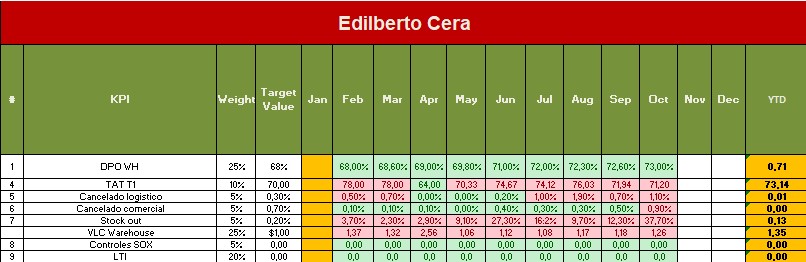 Edilberto Cera
# KPI Weight Target Value Jan Feb Mar Apr May Jun Jul Aug Sep Oct Nov Dec YTD
1 DPO VH 25% 68% 68,00% 68,60% 69,00% 69,80% 71,00% 72,00% 72,30% 72,60% 73,00% 0,71
4 TAT T1 10% 70,00 78,00 78,00 64,00 70,33 74,67 74,12 76,03 71,94 71,20 73,14
5 Cancelado logistico 5% 0,30% 0,50% 0,70% 0,00% 0,00% 0,20% 1,00% 1,90% 0,70% 1,10% 0,01
6 Cancelado comercial 5% 0,70% 0,10% 0,10% 0,10% 0,00% 0,40% 0,30% 0,30% 0,50% 0,90% 0,00
7 Stock out 5% 0,20% 3,70% 2,30% 2,90% 9,10% 27,30% 16:2% 9,70% 12,30% 37,70% 0,13
VLC Warehouse 25% $1,00 1,37 1,32 2,56 1,06 1,12 1,08 1,17 1,18 1,26 1,35
8 Controles SOX 5% 0,00 0,00 0,00 0,00 0,00 0,00 0,00 0,00 0,00 0,00 0,00
9 LTI 20% 0,00 0,0 0,0 0,0 0,0 0,0 0,0 0,0 0,0 0,0 0,00